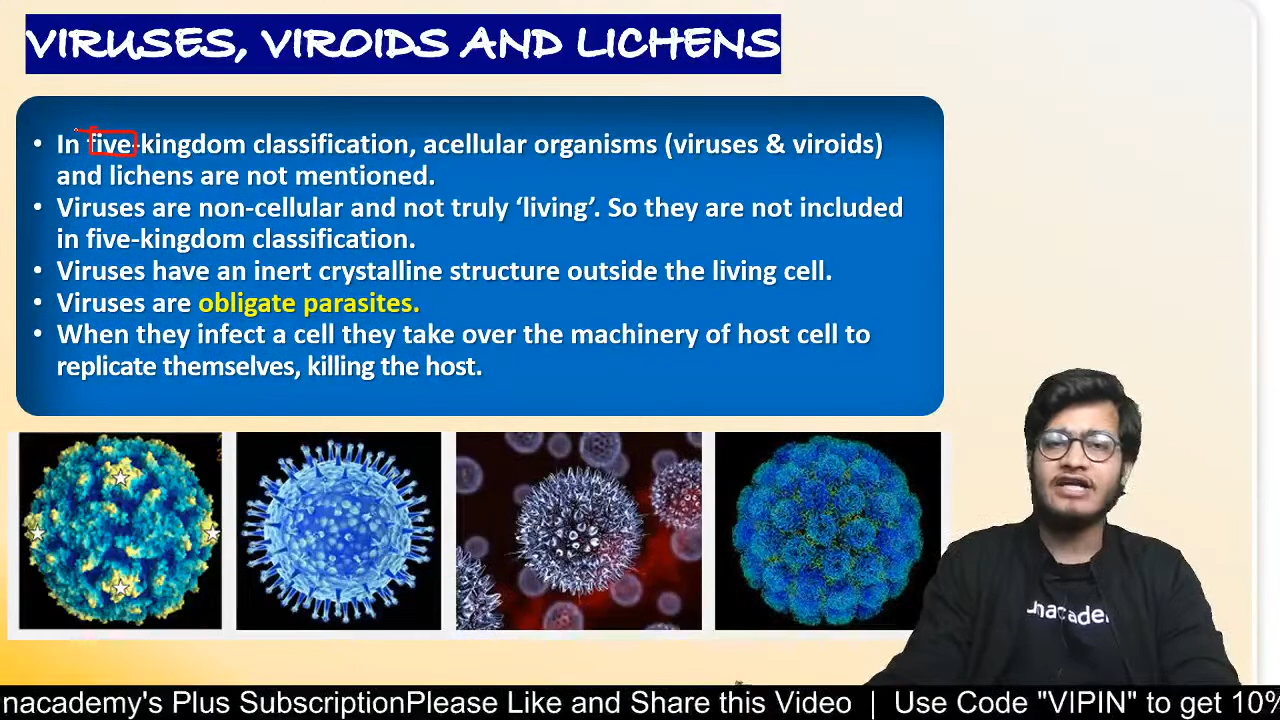 VIRUSES, VIROIDS AND LICHENS
• In five-kingdom classification, acellular organisms (viruses & viroids)
and lichens are not mentioned.
• Viruses are non-cellular and not truly ‘living’. So they are not included
in five-kingdom classification.
• Viruses have an inert crystalline structure outside the living cell.
• Viruses are obligate parasites.
• When they infect a cell they take over the machinery of host cell to
replicate themselves, killing the host.
unacadem
nacademy's Plus SubscriptionPlease Like and Share this Video | Use Code "VIPIN" to get 10%